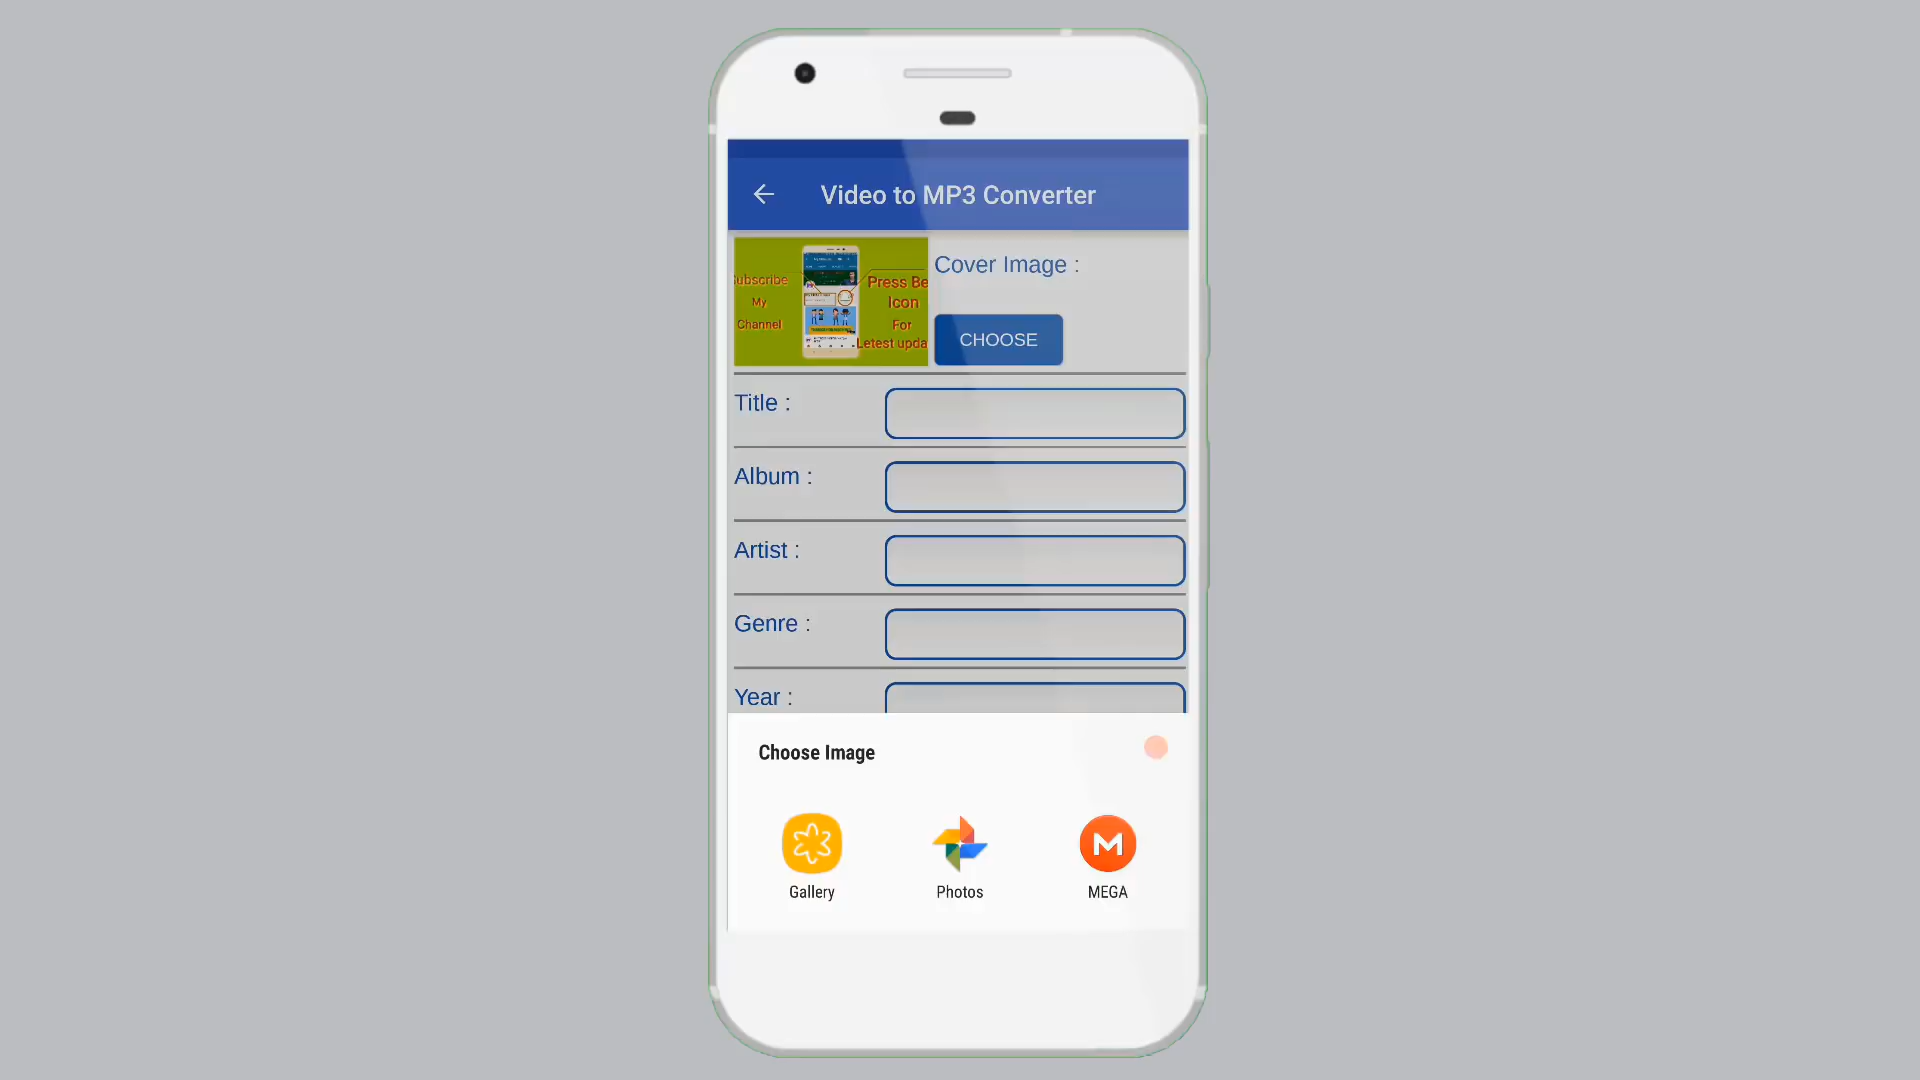 Video to MP3 Converter
Subscribe
My
Channel
Press Be
Icon
For
Letest upda
Cover Image :
CHOOSE
Title :
Album :
Artist :
Genre :
Year :
Choose Image
Gallery
Photos
MEGA